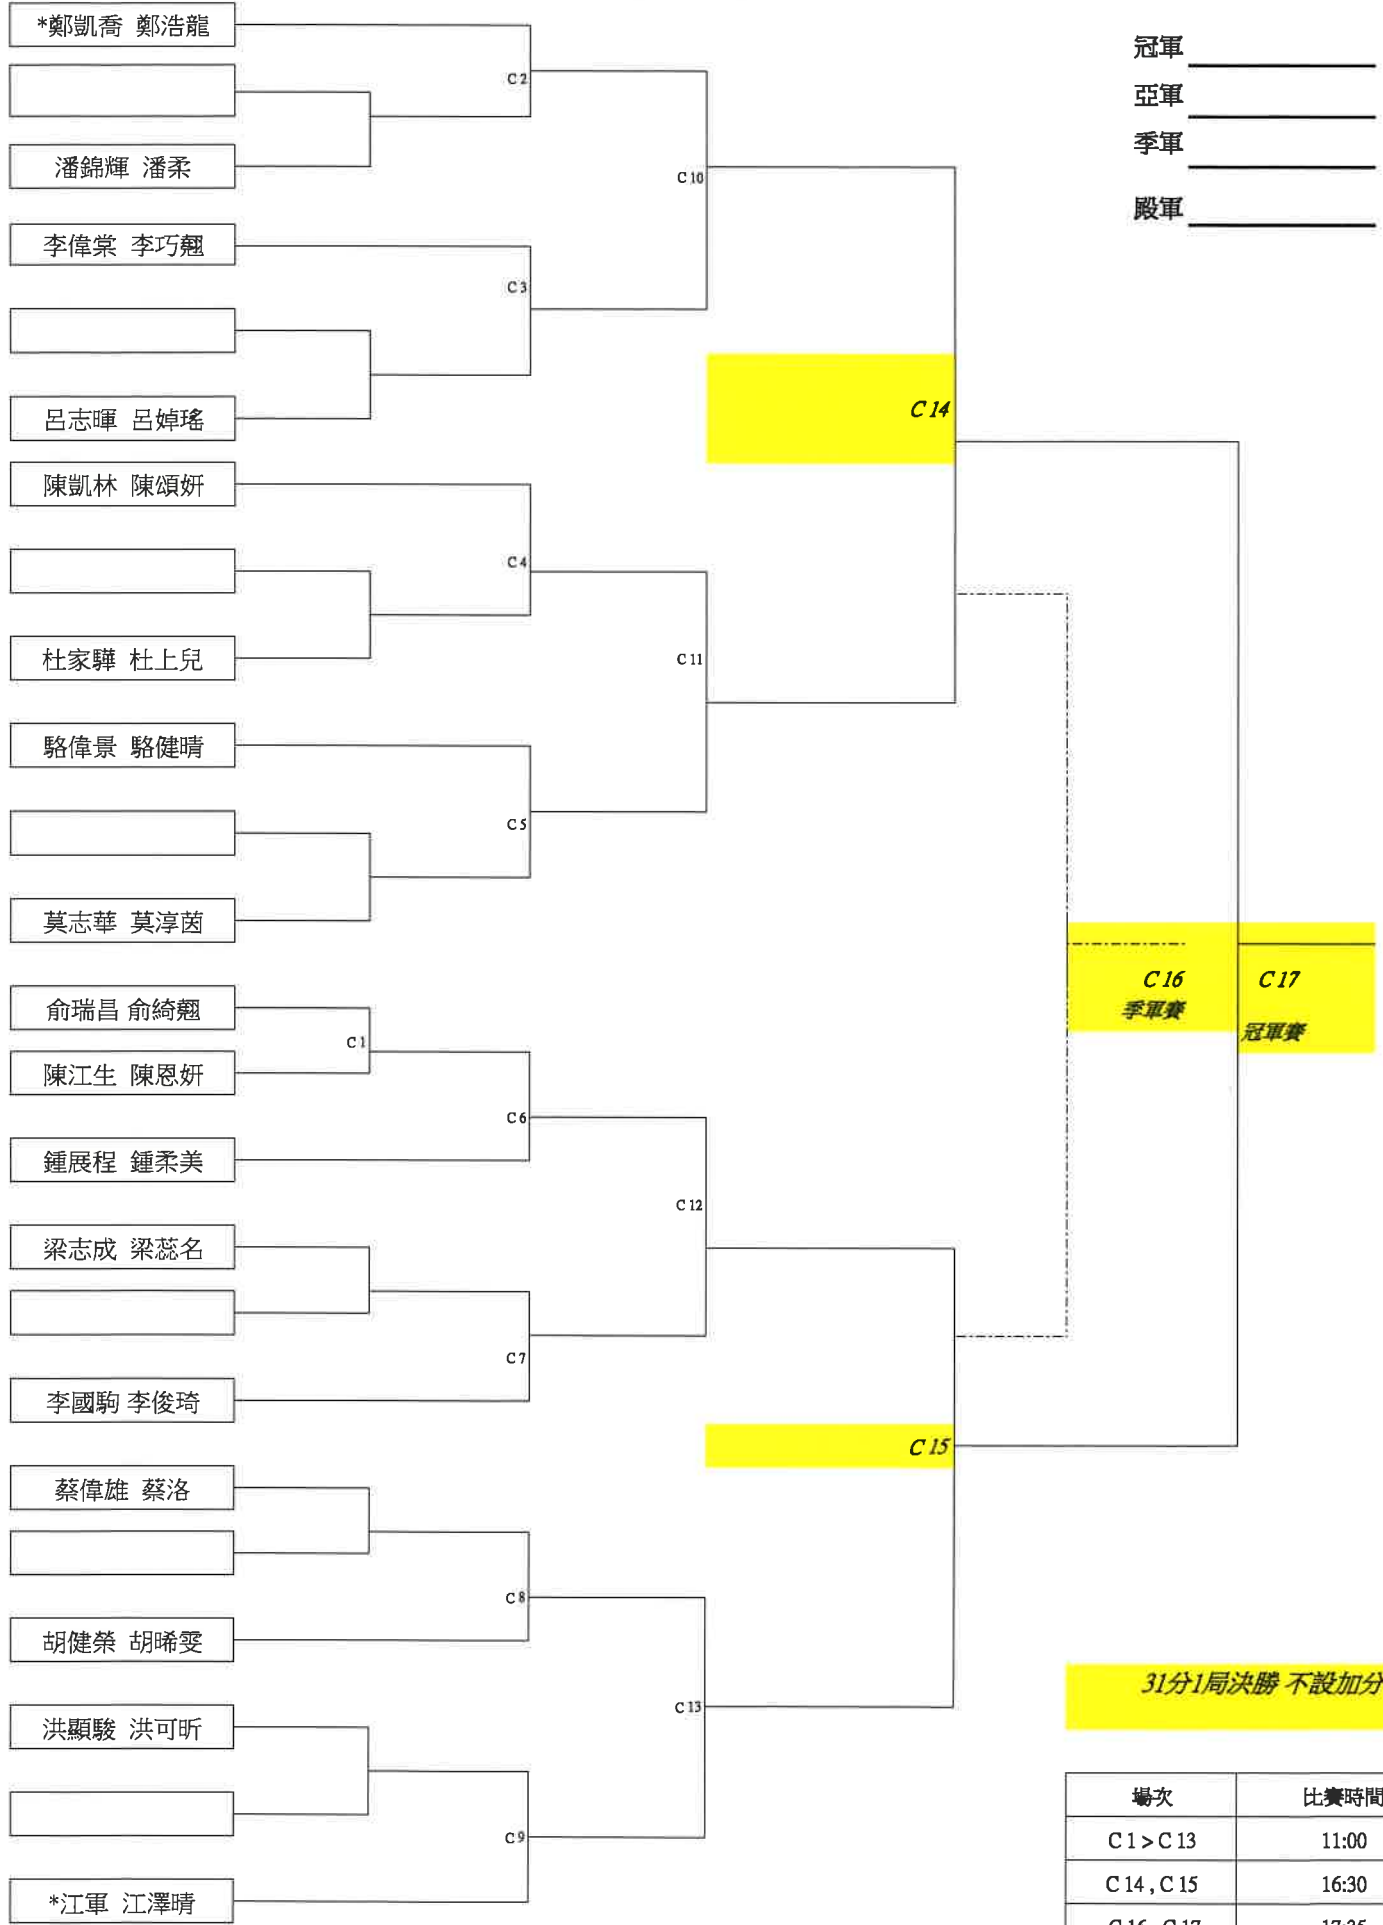 *鄭凱喬 鄭浩龍
潘錦輝 潘柔
李偉棠 李巧翹
呂志暉 呂婥瑤
陳凱林 陳頌妍
杜家驊 杜上兒
駱偉景 駱健晴
莫志華 莫淳茵
俞瑞昌 俞綺翹
陳江生 陳恩妍
鍾展程 鍾柔美
梁志成 梁蕊名
李國駒 李俊琦
蔡偉雄 蔡洛
胡健榮 胡晞雯
洪顯駿 洪可昕
*江軍 江澤晴
C 1
C 2
C 3
C 4
C 5
C 6
C 7
C 8
C 9
C 10
C 11
C 12
C 13
C 14
C 15
C 16
季軍賽
C 17
冠軍賽
冠軍
亞軍
季軍
殿軍
31分1局決勝 不設加分
場次 比賽時間
C 1 > C 13 11:00
C 14 , C 15 16:30
C 16 , C 17 17:35